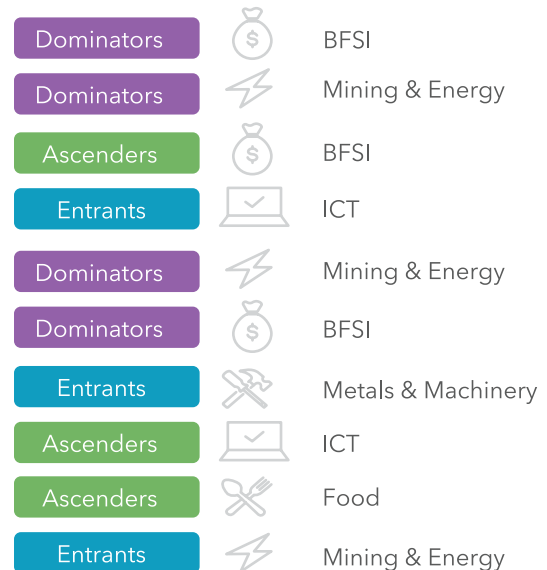 Dominators $ BFSI
Dominators Mining & Energy
Ascenders $ BFSI
Entrants ICT
Dominators Mining & Energy
Dominators $ BFSI
Entrants Metals & Machinery
Ascenders ICT
Ascenders Food
Entrants Mining & Energy